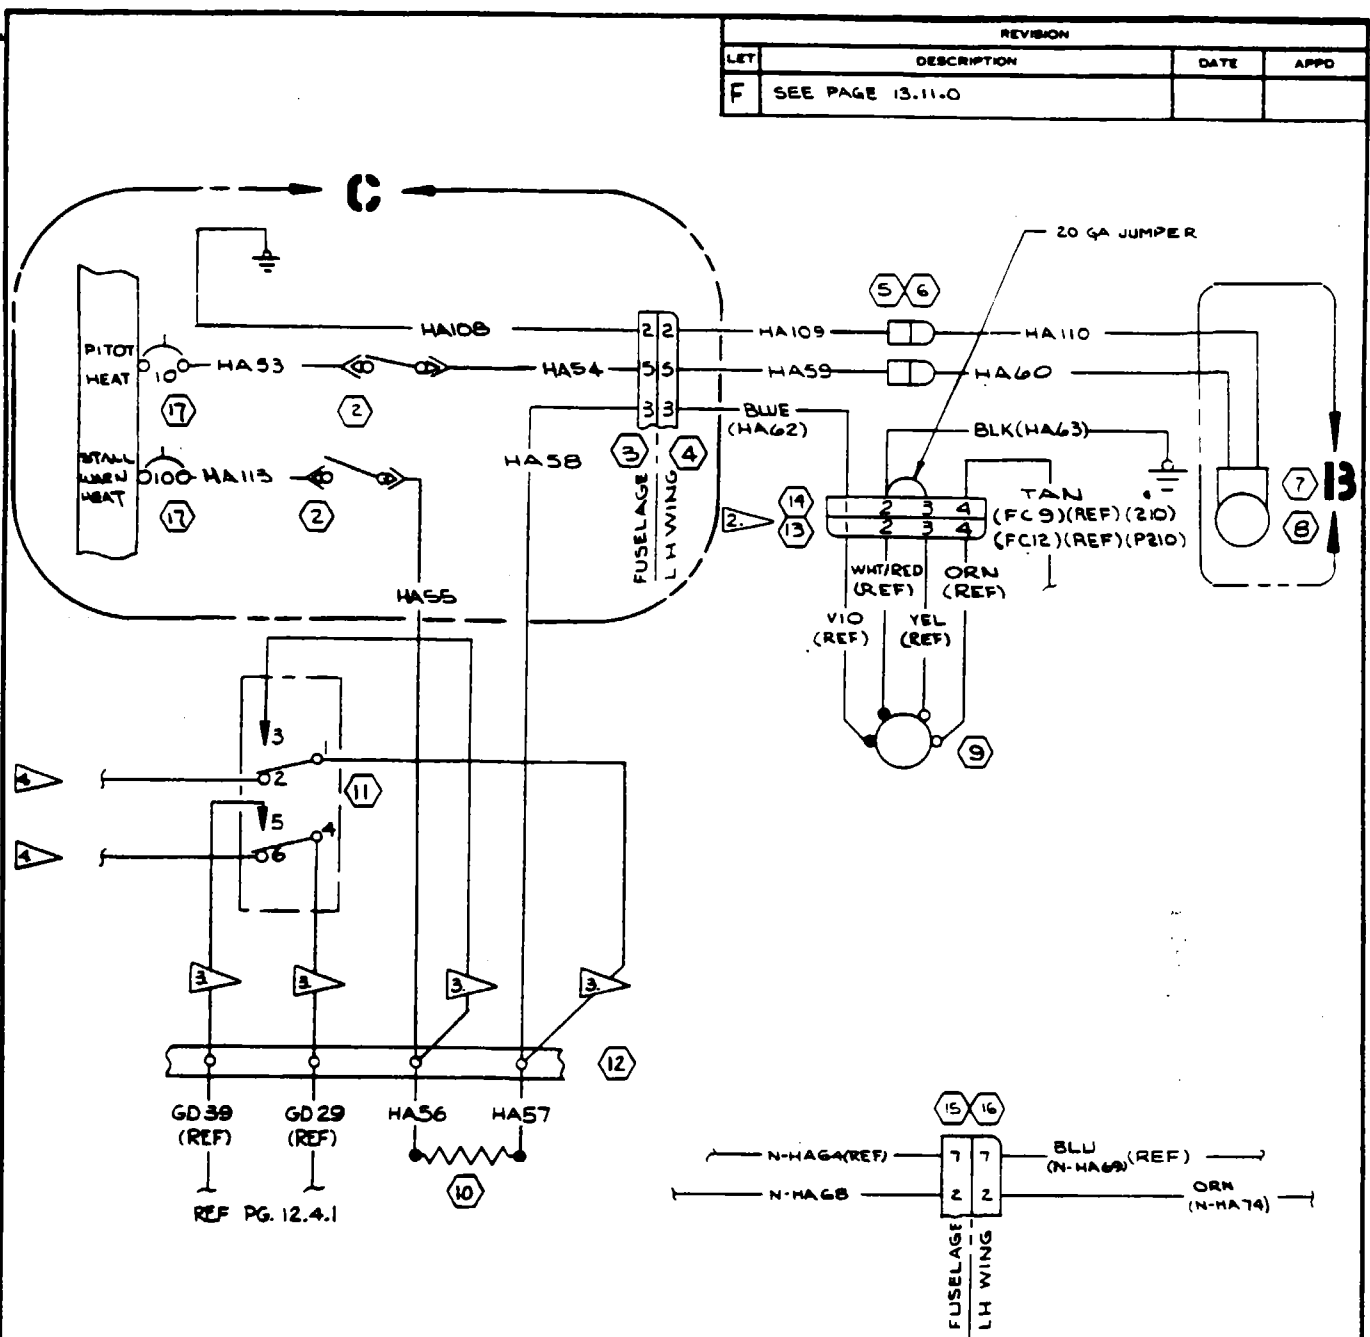 REVISION
LET DESCRIPTION DATE APPD
F SEE PAGE 13.11.0
C
20 GA JUMPER
5 6
HA108 2 2 HA109 HA110
PITOT HEAT 10 HA53 HA54 5 5 HA59 HA60
17 2
3 3 BLUE (HA62)
BLK(HA63)
HA58 3 4
STALL WARN HEAT 10 HA113
17 2
FUSELAGE LH WING
7 13
8
14 2 3 4
2. 13 2 3 4
TAN
(FC9)(REF)(210)
(FC12)(REF)(P210)
WHT/RED (REF) ORN (REF)
VIO (REF) YEL (REF)
HA55
9
3
1
4 2
11
5
4
4 6
3. 3. 3. 3.
12
GD39 (REF) GD29 (REF) HA56 HA57
10
REF PG. 12.4.1
15 16
N-HA64(REF) 7 7 BLU (N-HA69)(REF)
N-HA68 2 2 ORN (N-HA74)
FUSELAGE LH WING